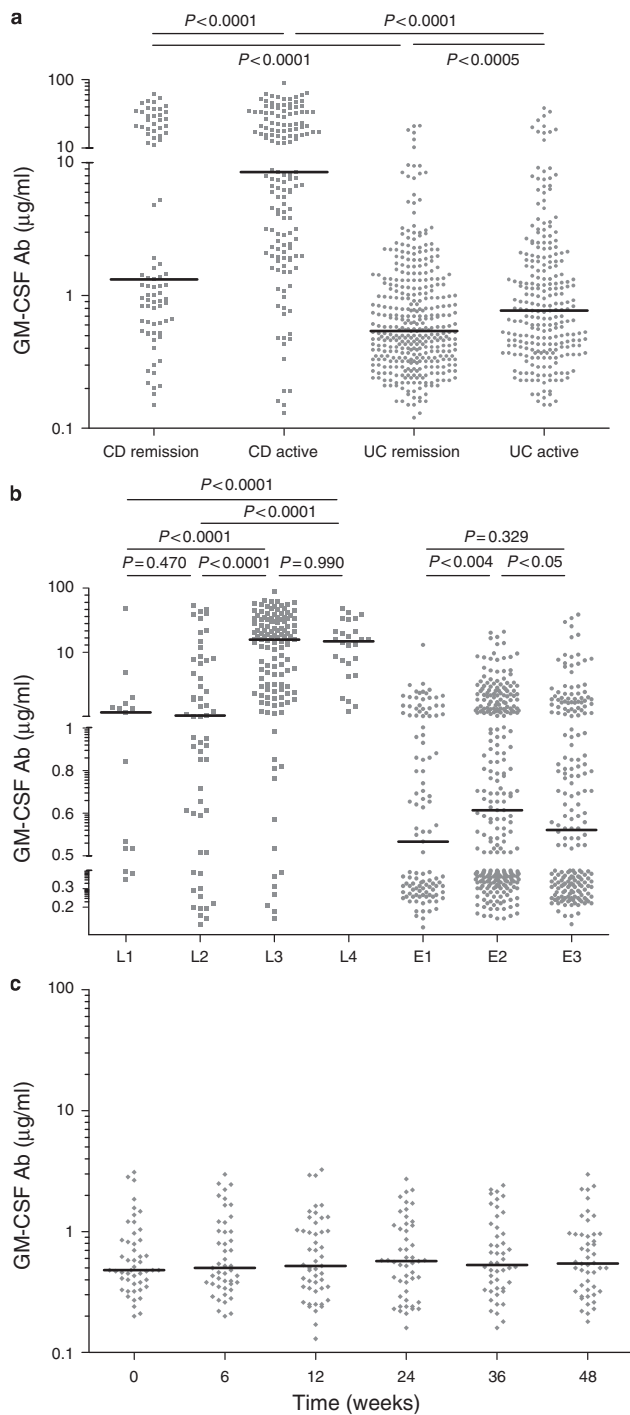 a
P<0.0001 P<0.0001
P<0.0001 P<0.0005
100
10
10
1
0.1
GM-CSF Ab (µg/ml)
CD remission CD active UC remission UC active
b
P<0.0001
P<0.0001
P<0.0001 P=0.329
P=0.470 P<0.0001 P=0.990 P<0.004 P<0.05
100
10
1
0.8
0.6
0.5
0.3
0.2
GM-CSF Ab (µg/ml)
L1 L2 L3 L4 E1 E2 E3
c
100
10
1
0.1
GM-CSF Ab (µg/ml)
0 6 12 24 36 48
Time (weeks)